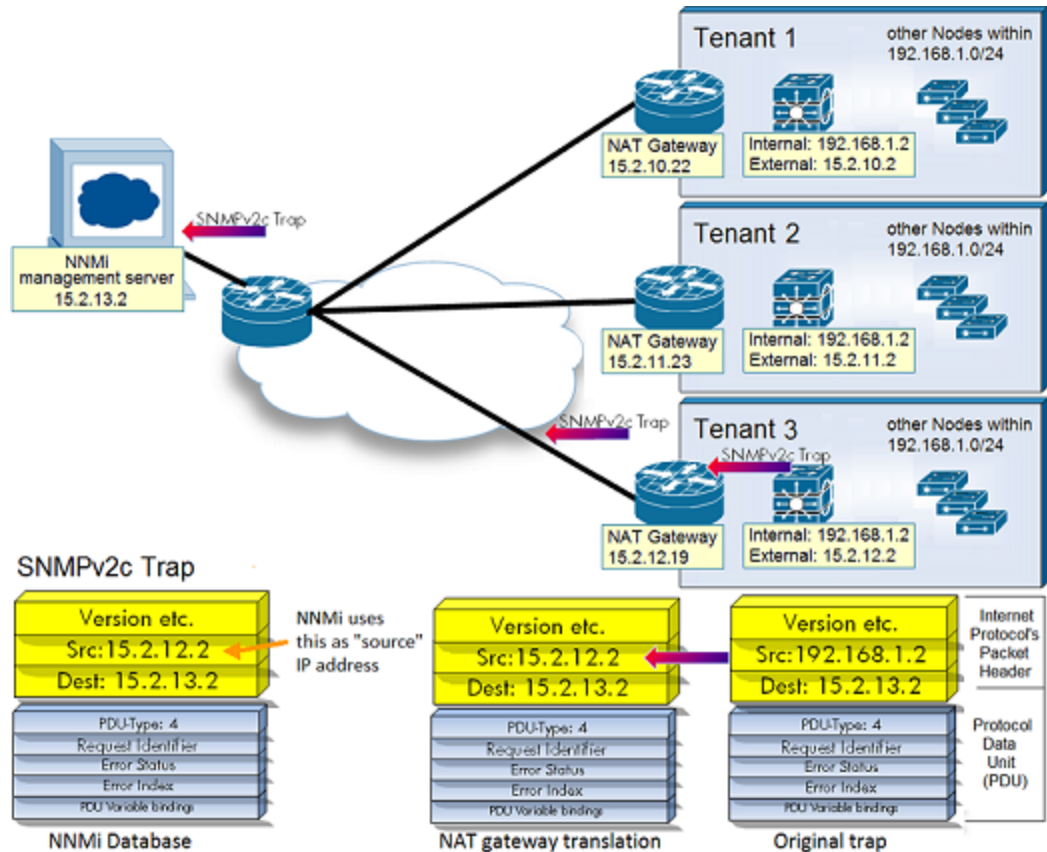 Tenant 1
other Nodes within
192.168.1.0/24
NAT Gateway
15.2.10.22
Internal: 192.168.1.2
External: 15.2.10.2
SNMPv2c Trap
NNMi
management server
15.2.13.2
Tenant 2
other Nodes within
192.168.1.0/24
NAT Gateway
15.2.11.23
Internal: 192.168.1.2
External: 15.2.11.2
SNMPv2c Trap
Tenant 3
other Nodes within
192.168.1.0/24
SNMPv2c Trap
NAT Gateway
15.2.12.19
Internal: 192.168.1.2
External: 15.2.12.2
SNMPv2c Trap
Version etc.
Src:15.2.12.2
Dest: 15.2.13.2
PDU-Type: 4
Request Identifier
Error Status
Error Index
PDU Variable bindings
NNMi Database
NNMi uses
this as "source"
IP address
Version etc.
Src:15.2.12.2
Dest: 15.2.13.2
PDU-Type: 4
Request Identifier
Error Status
Error Index
PDU Variable bindings
NAT gateway translation
Version etc.
Src:192.168.1.2
Dest: 15.2.13.2
PDU-Type: 4
Request Identifier
Error Status
Error Index
PDU Variable bindings
Original trap
Internet
Protocol's
Packet
Header
Protocol
Data
Unit
(PDU)